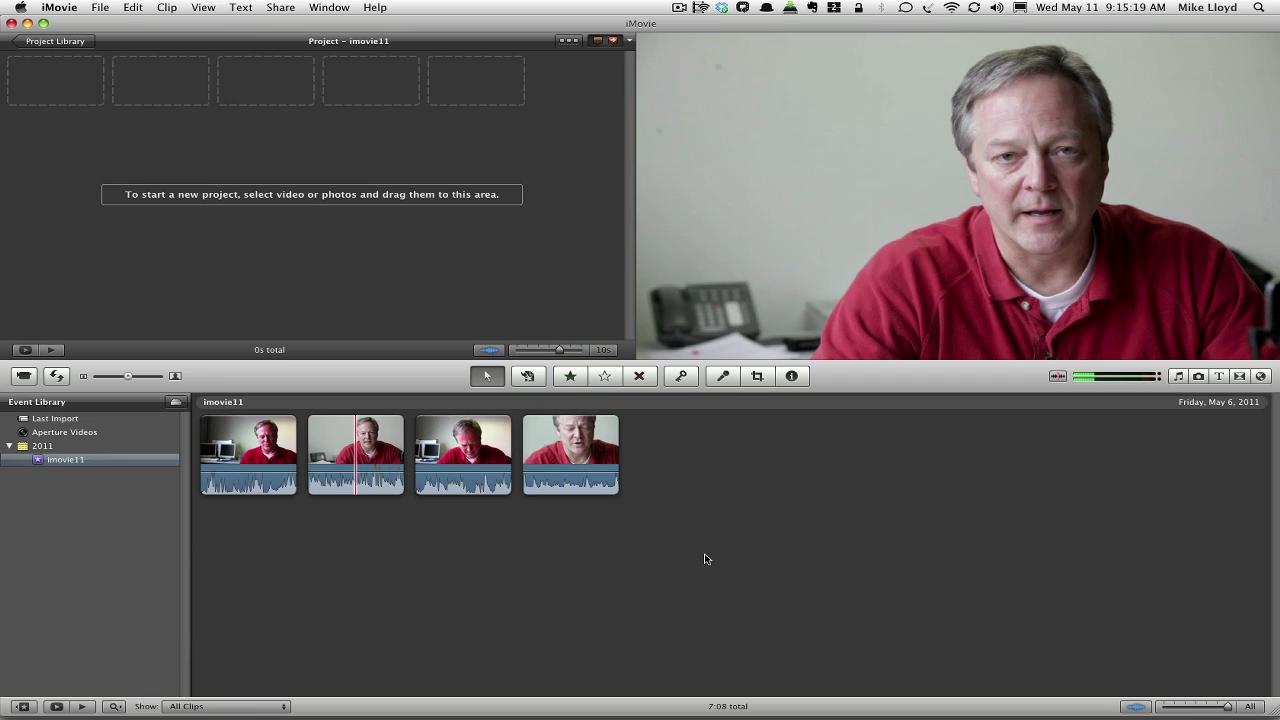 iMovie File Edit Clip View Text Share Window Help 2 Wed May 11 9:15:19 AM Mike Lloyd
iMovie
Project Library Project – imovie11
To start a new project, select video or photos and drag them to this area.
0s total 10s
Event Library imovie11 Friday, May 6, 2011
Last Import
Aperture Videos
2011
imovie11
Show: All Clips 7:08 total All